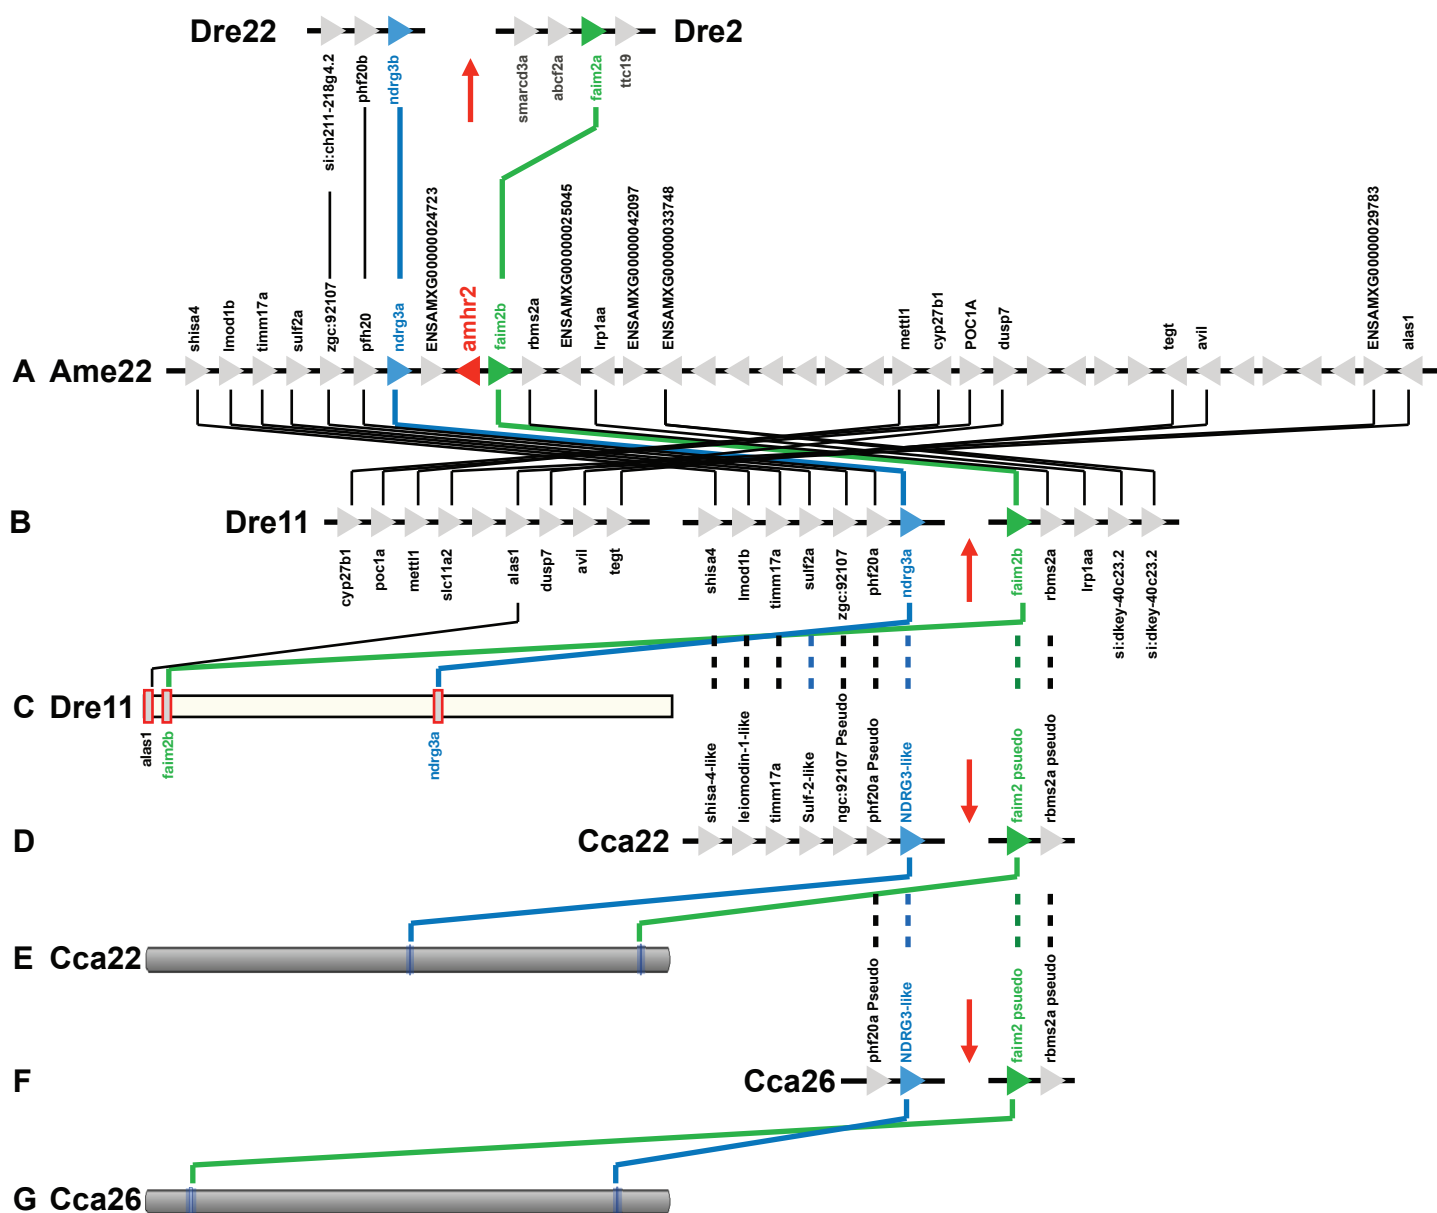 Dre22
Dre2
si:ch211-218g4.2
phf20b
ndrg3b
smarcd3a
abcf2a
faim2a
ttc19
shisa4
lmod1b
timm17a
sulf2a
zgc:92107
pfh20
ndrg3a
ENSAMXG00000024723
amhr2
faim2b
rbms2a
ENSAMXG00000025045
lrp1aa
ENSAMXG00000042097
ENSAMXG00000033748
mettl1
cyp27b1
POC1A
dusp7
tegt
avil
ENSAMXG00000029783
alas1
A Ame22
B Dre11
cyp27b1
poc1a
mettl1
slc11a2
alas1
dusp7
avil
tegt
shisa4
lmod1b
timm17a
sulf2a
zgc:92107
phf20a
ndrg3a
faim2b
rbms2a
lrp1aa
si:dkey-40c23.2
si:dkey-40c23.2
C Dre11
alas1
faim2b
ndrg3a
shisa-4-like
leiomodin-1-like
timm17a
Sulf-2-like
ngc:92107 Pseudo
phf20a Pseudo
NDRG3-like
faim2 psuedo
rbms2a pseudo
D Cca22
E Cca22
phf20a Pseudo
NDRG3-like
faim2 psuedo
rbms2a pseudo
F Cca26
G Cca26